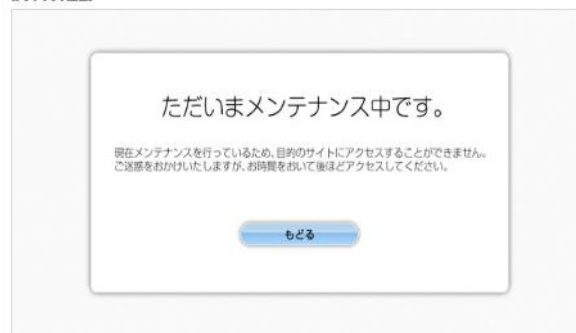 ただいまメンテナンス中です。
現在メンテナンスを行っているため、目的のサイトにアクセスすることができません。
ご迷惑をおかけいたしますが、お時間をおいて後ほどアクセスしてください。
もどる